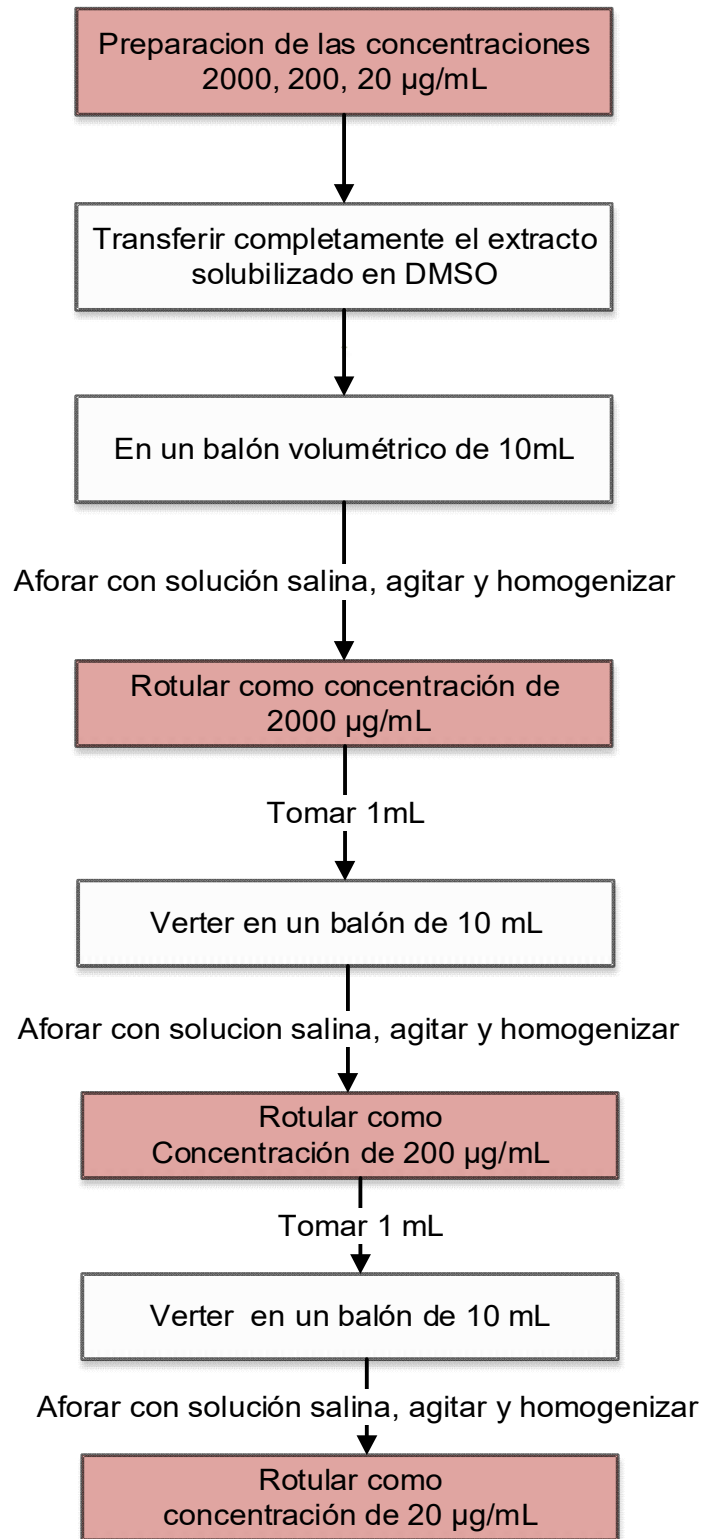 Preparacion de las concentraciones
2000, 200, 20 µg/mL
Transferir completamente el extracto
solubilizado en DMSO
En un balón volumétrico de 10mL
Aforar con solución salina, agitar y homogenizar
Rotular como concentración de
2000 µg/mL
Tomar 1mL
Verter en un balón de 10 mL
Aforar con solucion salina, agitar y homogenizar
Rotular como
Concentración de 200 µg/mL
Tomar 1 mL
Verter  en un balón de 10 mL
Aforar con solución salina, agitar y homogenizar
Rotular como
concentración de 20 µg/mL